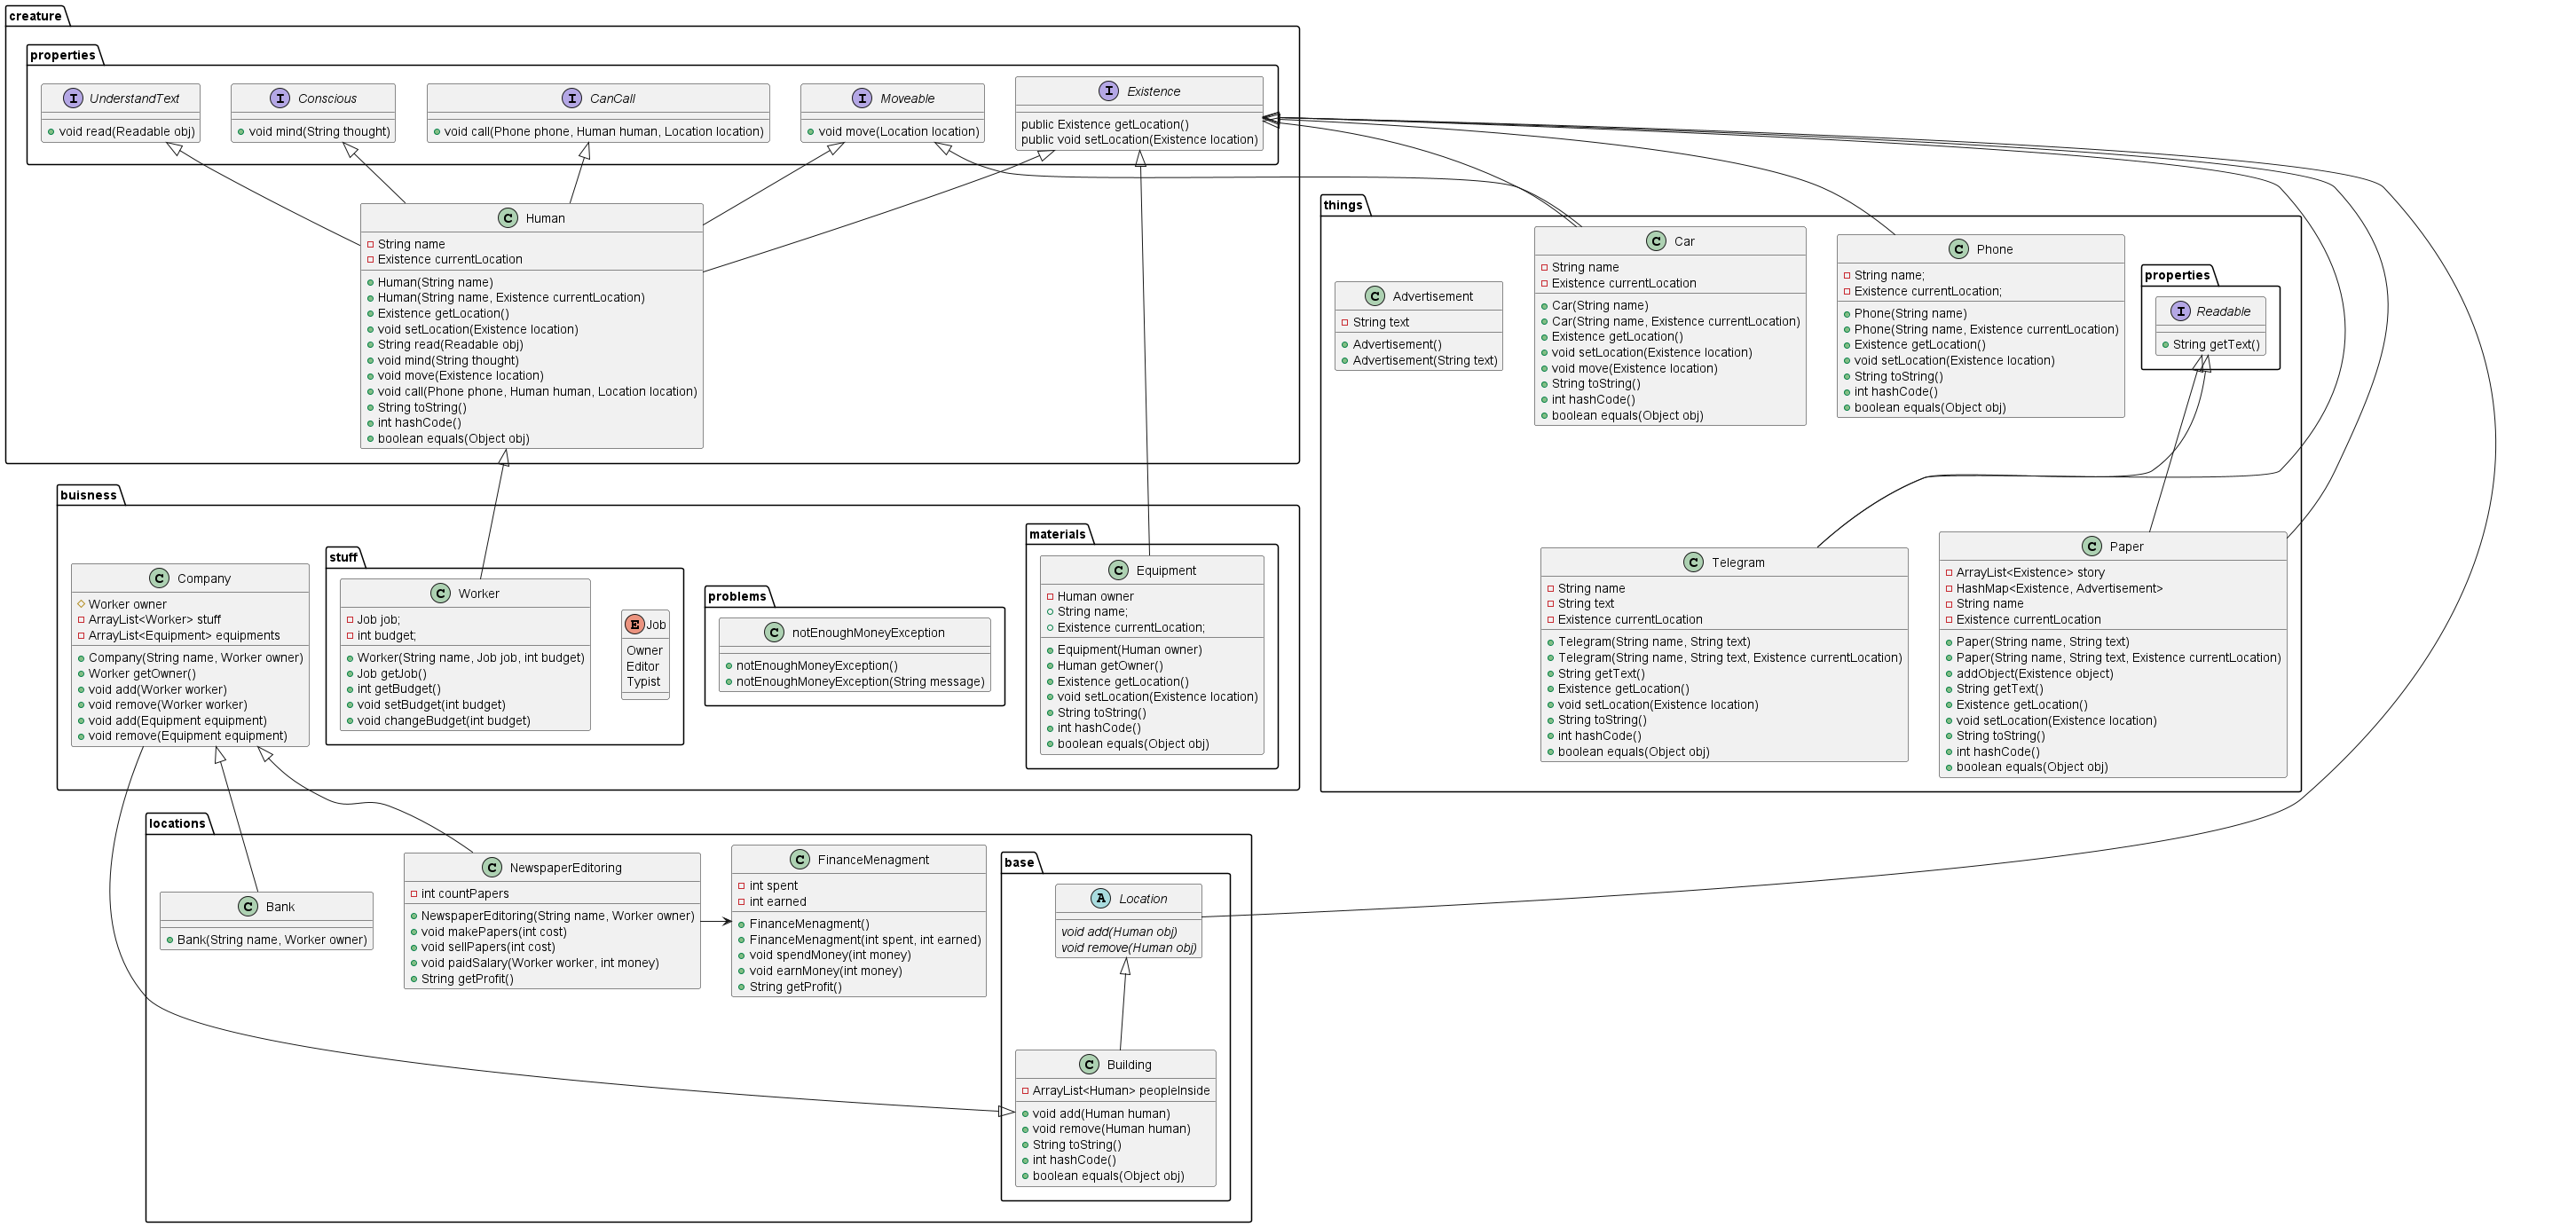 creature
properties
I UnderstandText
void read(Readable obj)
I Conscious
void mind(String thought)
I CanCall
void call(Phone phone, Human human, Location location)
I Moveable
void move(Location location)
I Existence
public Existence getLocation()
public void setLocation(Existence location)
C Human
String name
Existence currentLocation
Human(String name)
Human(String name, Existence currentLocation)
Existence getLocation()
void setLocation(Existence location)
String read(Readable obj)
void mind(String thought)
void move(Existence location)
void call(Phone phone, Human human, Location location)
String toString()
int hashCode()
boolean equals(Object obj)
things
C Advertisement
String text
Advertisement()
Advertisement(String text)
C Car
String name
Existence currentLocation
Car(String name)
Car(String name, Existence currentLocation)
Existence getLocation()
void setLocation(Existence location)
void move(Existence location)
String toString()
int hashCode()
boolean equals(Object obj)
C Phone
String name;
Existence currentLocation;
Phone(String name)
Phone(String name, Existence currentLocation)
Existence getLocation()
void setLocation(Existence location)
String toString()
int hashCode()
boolean equals(Object obj)
properties
I Readable
String getText()
C Telegram
String name
String text
Existence currentLocation
Telegram(String name, String text)
Telegram(String name, String text, Existence currentLocation)
String getText()
Existence getLocation()
void setLocation(Existence location)
String toString()
int hashCode()
boolean equals(Object obj)
C Paper
ArrayList<Existence> story
HashMap<Existence, Advertisement>
String name
Existence currentLocation
Paper(String name, String text)
Paper(String name, String text, Existence currentLocation)
addObject(Existence object)
String getText()
Existence getLocation()
void setLocation(Existence location)
String toString()
int hashCode()
boolean equals(Object obj)
buisness
C Company
Worker owner
ArrayList<Worker> stuff
ArrayList<Equipment> equipments
Company(String name, Worker owner)
Worker getOwner()
void add(Worker worker)
void remove(Worker worker)
void add(Equipment equipment)
void remove(Equipment equipment)
stuff
C Worker
Job job;
int budget;
Worker(String name, Job job, int budget)
Job getJob()
int getBudget()
void setBudget(int budget)
void changeBudget(int budget)
E Job
Owner
Editor
Typist
problems
C notEnoughMoneyException
notEnoughMoneyException()
notEnoughMoneyException(String message)
materials
C Equipment
Human owner
String name;
Existence currentLocation;
Equipment(Human owner)
Human getOwner()
Existence getLocation()
void setLocation(Existence location)
String toString()
int hashCode()
boolean equals(Object obj)
locations
C Bank
Bank(String name, Worker owner)
C NewspaperEditoring
int countPapers
NewspaperEditoring(String name, Worker owner)
void makePapers(int cost)
void sellPapers(int cost)
void paidSalary(Worker worker, int money)
String getProfit()
C FinanceMenagment
int spent
int earned
FinanceMenagment()
FinanceMenagment(int spent, int earned)
void spendMoney(int money)
void earnMoney(int money)
String getProfit()
base
A Location
void add(Human obj)
void remove(Human obj)
C Building
ArrayList<Human> peopleInside
void add(Human human)
void remove(Human human)
String toString()
int hashCode()
boolean equals(Object obj)